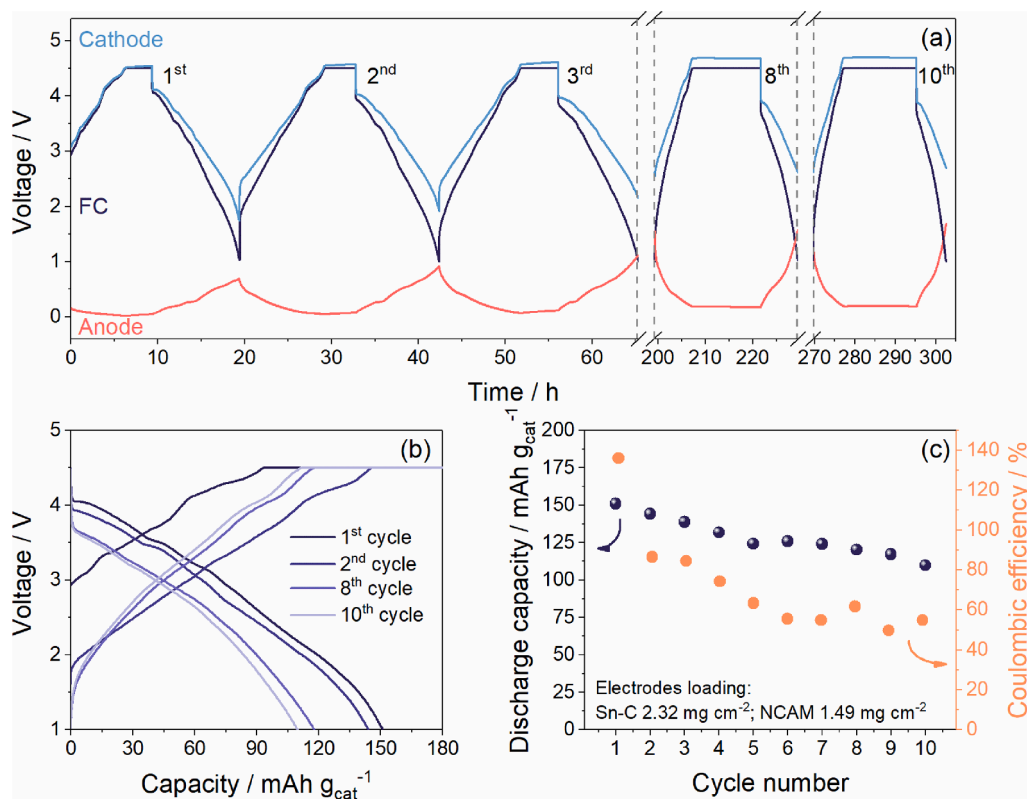 (a)
Cathode
FC
Anode
1st
2nd
3rd
8th
10th
Voltage / V
5
4
3
2
1
0
0 10 20 30 40 50 60 200 210 220 270 280 290 300
Time / h
(b)
Voltage / V
5
4
3
2
1
1st cycle
2nd cycle
8th cycle
10th cycle
0 30 60 90 120 150 180
Capacity / mAh gcat-1
(c)
Discharge capacity / mAh gcat-1
200
175
150
125
100
75
50
25
0
Electrodes loading:
Sn-C 2.32 mg cm-2; NCAM 1.49 mg cm-2
1 2 3 4 5 6 7 8 9 10
Cycle number
140
120
100
80
60
40
20
0
Coulombic efficiency / %